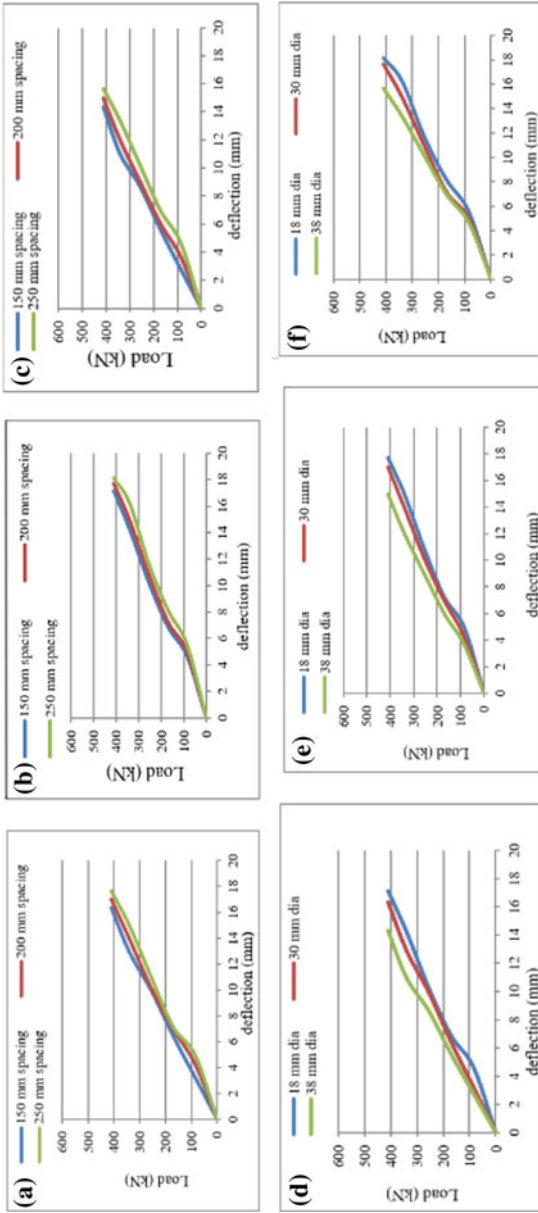 (a)
150 mm spacing 200 mm spacing
250 mm spacing
600
500
400
300
200
100
0
Load (kN)
0 2 4 6 8 10 12 14 16 18 20
deflection (mm)
(b)
150 mm spacing 200 mm spacing
250 mm spacing
600
500
400
300
200
100
0
Load (kN)
0 2 4 6 8 10 12 14 16 18 20
deflection (mm)
(c)
150 mm spacing 200 mm spacing
250 mm spacing
600
500
400
300
200
100
0
Load (kN)
0 2 4 6 8 10 12 14 16 18 20
deflection (mm)
(d)
18 mm dia 30 mm dia
38 mm dia
600
500
400
300
200
100
0
Load (kN)
0 2 4 6 8 10 12 14 16 18 20
deflection (mm)
(e)
18 mm dia 30 mm dia
38 mm dia
600
500
400
300
200
100
0
Load (kN)
0 2 4 6 8 10 12 14 16 18 20
deflection (mm)
(f)
18 mm dia 30 mm dia
38 mm dia
600
500
400
300
200
100
0
Load (kN)
0 2 4 6 8 10 12 14 16 18 20
deflection (mm)